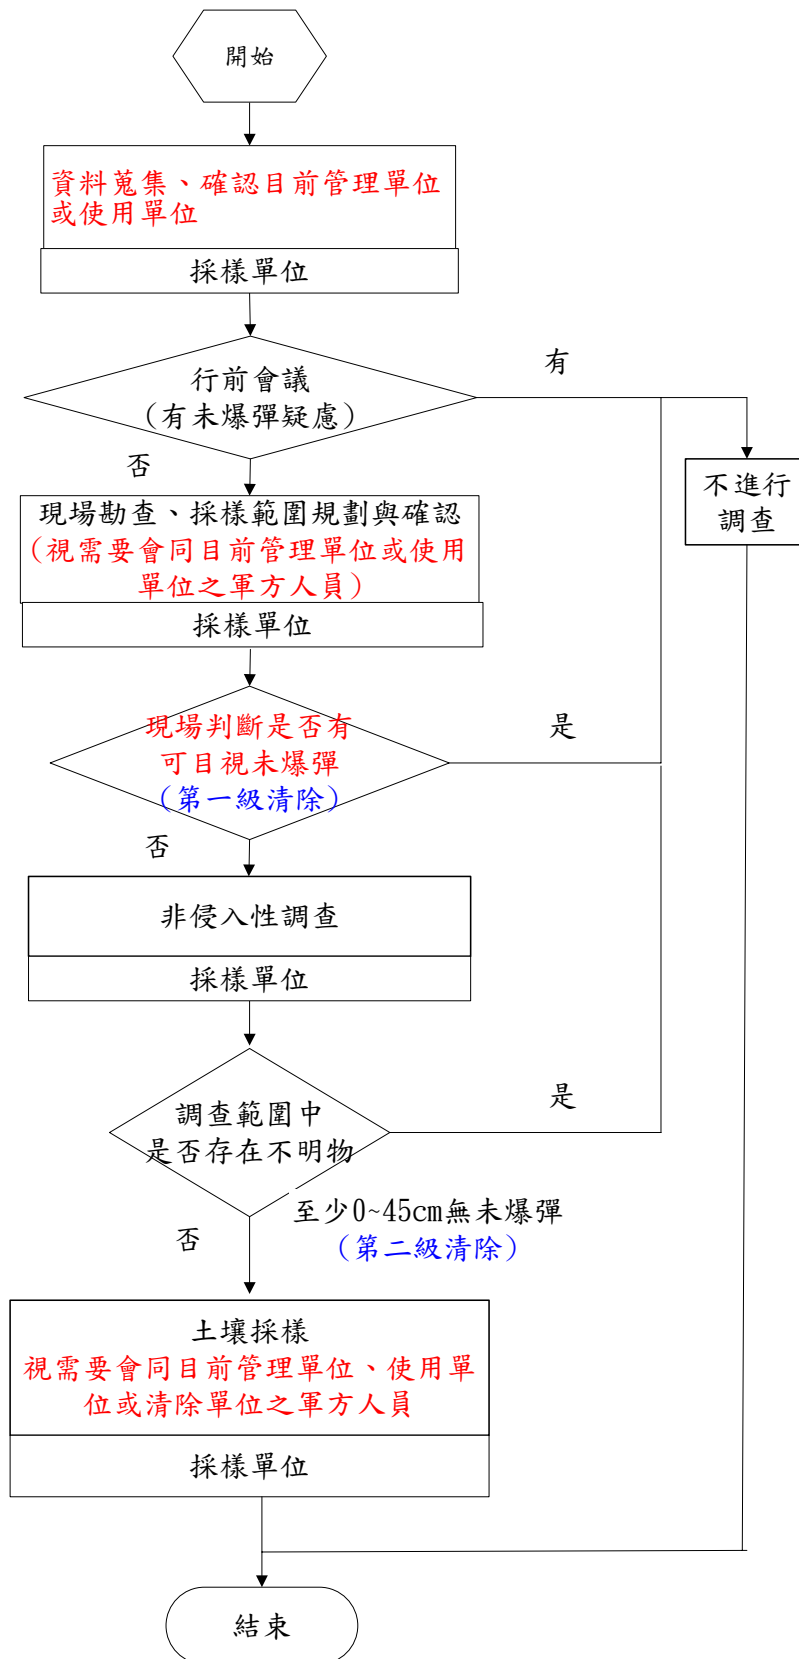 開始
資料蒐集、確認目前管理單位
或使用單位
採樣單位
行前會議
（有未爆彈疑慮）
有
否
不進行
調查
現場勘查、採樣範圍規劃與確認
（視需要會同目前管理單位或使用
單位之軍方人員）
採樣單位
現場判斷是否有
可目視未爆彈
（第一級清除）
是
否
非侵入性調查
採樣單位
調查範圍中
是否存在不明物
是
否
至少0~45cm無未爆彈
（第二級清除）
土壤採樣
視需要會同目前管理單位、使用單
位或清除單位之軍方人員
採樣單位
結束